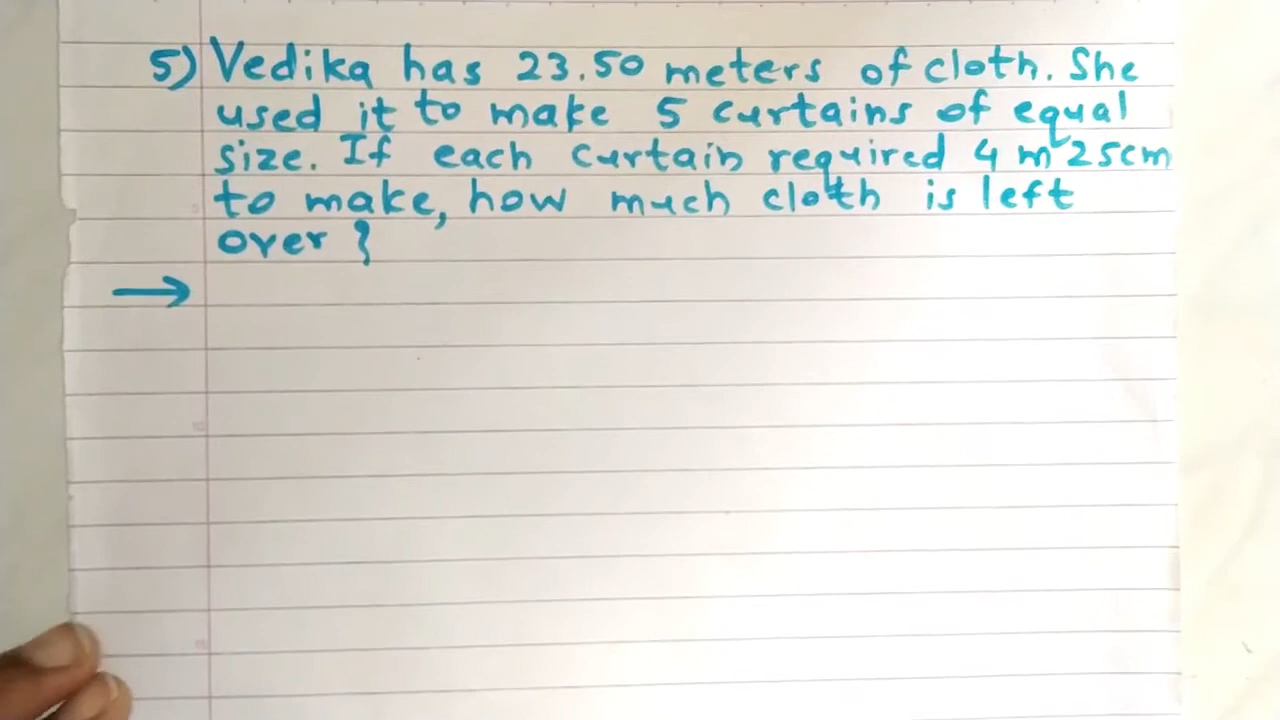 5) Vedika has 23.50 meters of cloth. She
used it to make 5 curtains of equal
size. If each curtain required 4 m 25cm
to make, how much cloth is left
over ?
→